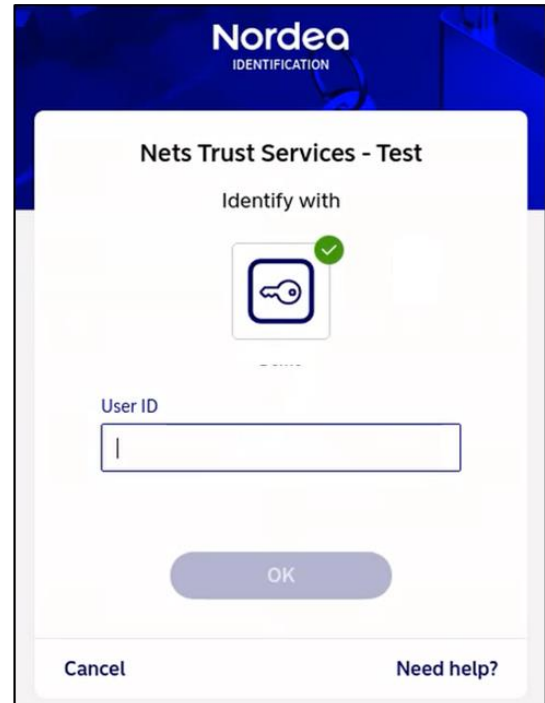 Nordea
IDENTIFICATION
Nets Trust Services - Test
Identify with
User ID
OK
Cancel
Need help?